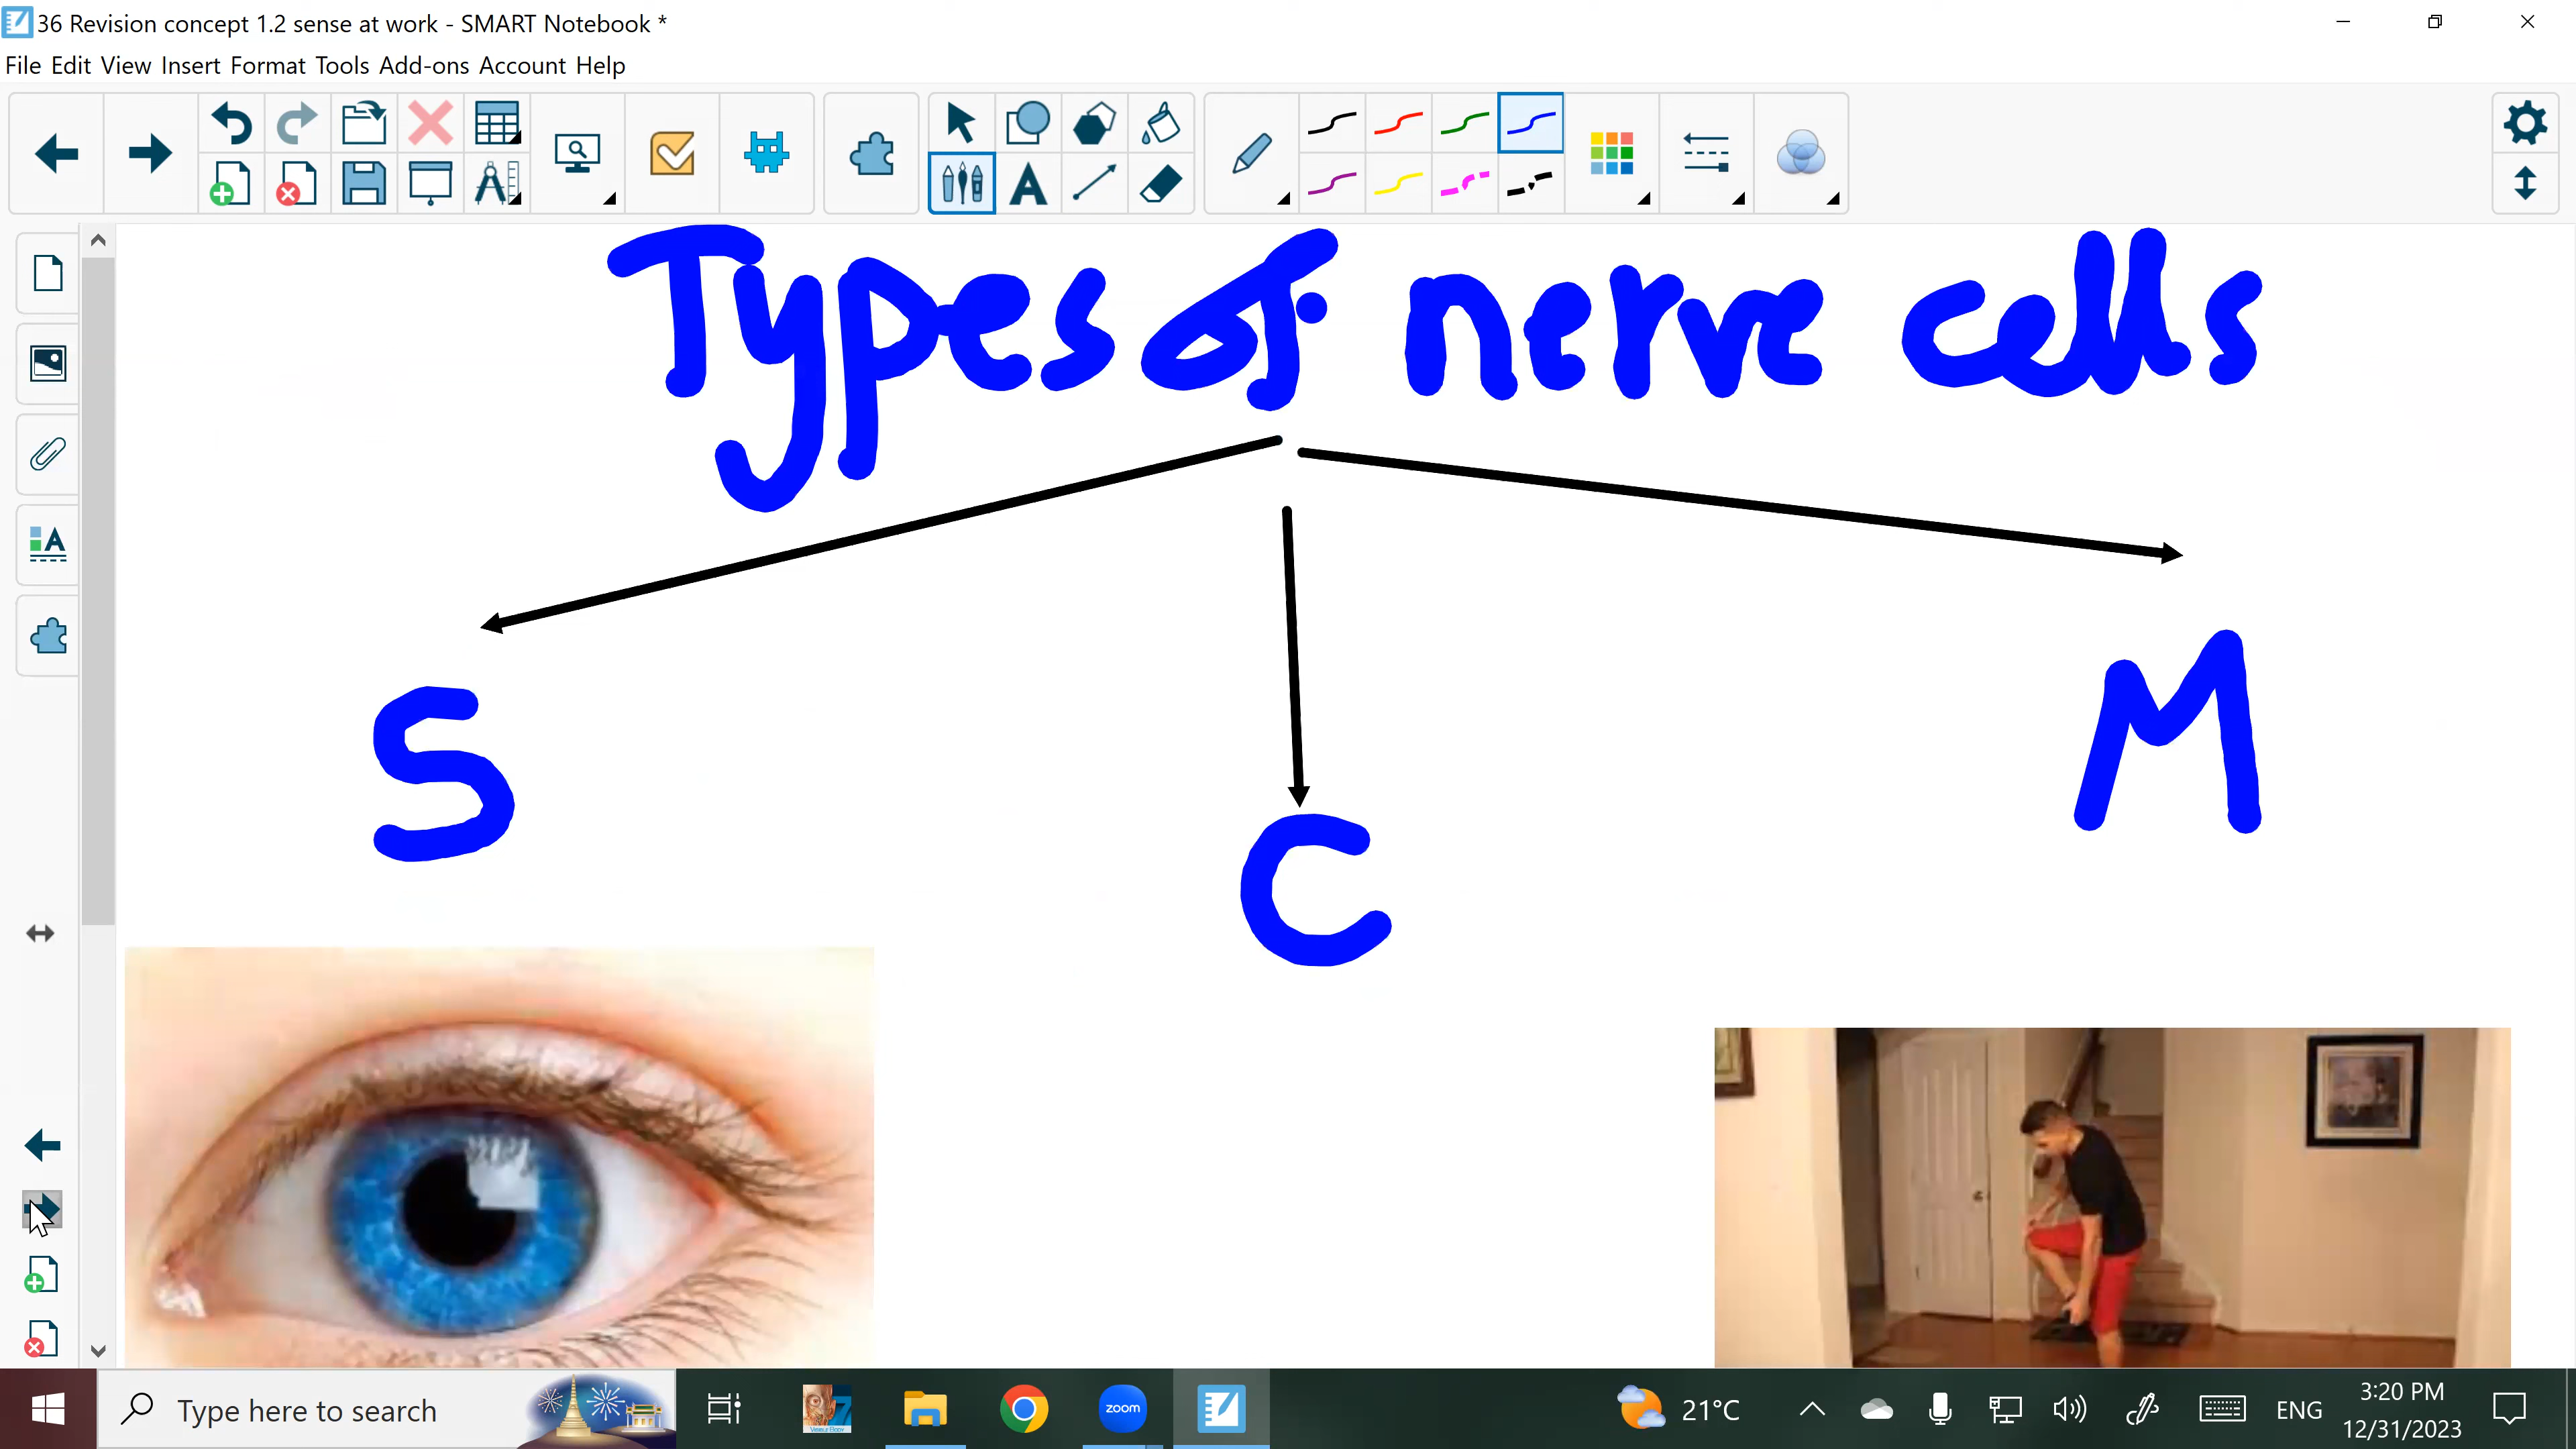 36 Revision concept 1.2 sense at work - SMART Notebook *
File Edit View Insert Format Tools Add-ons Account Help
Types of nerve cells
S
C
M
Type here to search
zoom
21°C
ENG
3:20 PM
12/31/2023